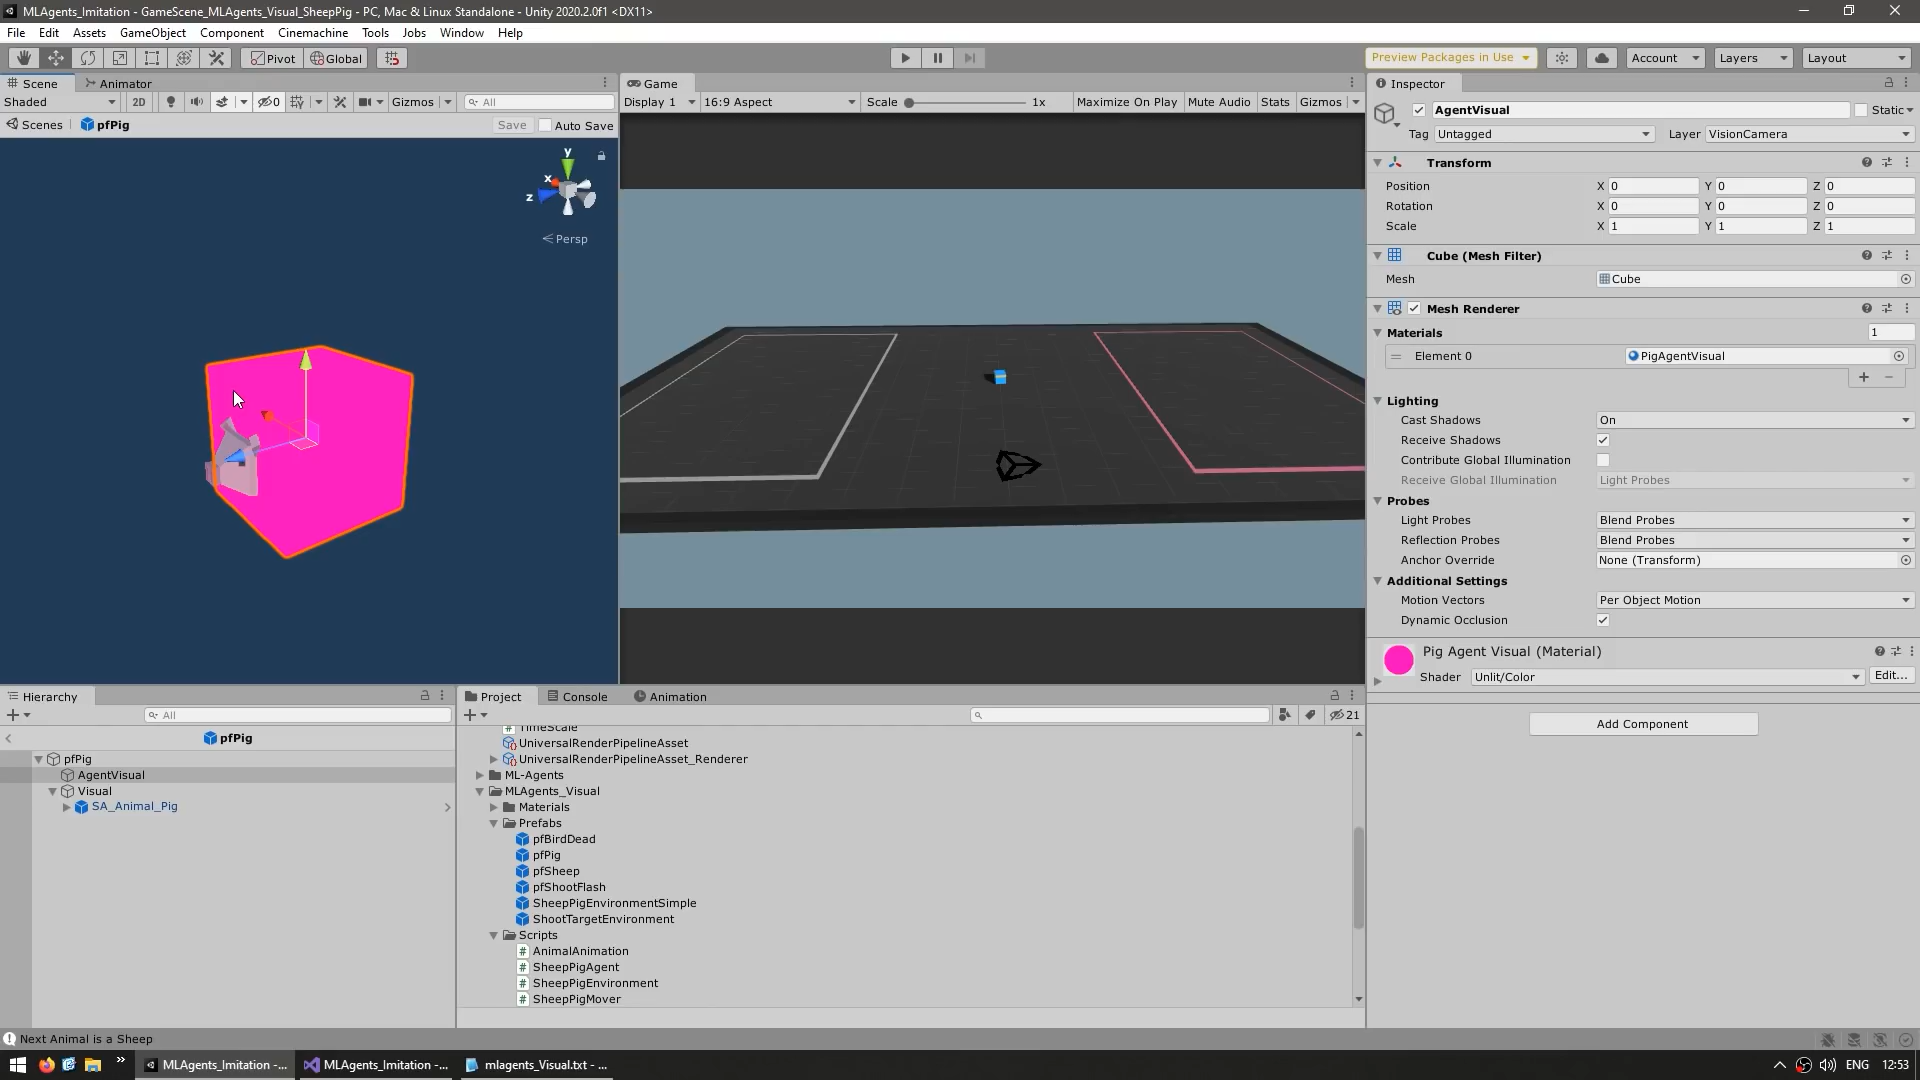 MLAgents_Imitation - GameScene_MLAgents_Visual_SheepPig - PC, Mac & Linux Standalone - Unity 2020.2.0f1 <DX11>
File Edit Assets GameObject Component Cinemachine Tools Jobs Window Help
Pivot Global Preview Packages in Use Account Layers Layout
Scene Animator
Shaded 2D 0 Gizmos All
Scenes pfPig Save Auto Save
y
x
z
Persp
Game
Display 1 16:9 Aspect Scale 1x Maximize On Play Mute Audio Stats Gizmos
Inspector
AgentVisual Static
Tag Untagged Layer VisionCamera
Transform
Position X 0 Y 0 Z 0
Rotation X 0 Y 0 Z 0
Scale X 1 Y 1 Z 1
Cube (Mesh Filter)
Mesh Cube
Mesh Renderer
Materials 1
Element 0 PigAgentVisual
Lighting
Cast Shadows On
Receive Shadows
Contribute Global Illumination
Receive Global Illumination Light Probes
Probes
Light Probes Blend Probes
Reflection Probes Blend Probes
Anchor Override None (Transform)
Additional Settings
Motion Vectors Per Object Motion
Dynamic Occlusion
Pig Agent Visual (Material)
Shader Unlit/Color Edit...
Add Component
Hierarchy
All
pfPig
pfPig
AgentVisual
Visual
SA_Animal_Pig
Project Console Animation
21
TimeScale
UniversalRenderPipelineAsset
UniversalRenderPipelineAsset_Renderer
ML-Agents
MLAgents_Visual
Materials
Prefabs
pfBirdDead
pfPig
pfSheep
pfShootFlash
SheepPigEnvironmentSimple
ShootTargetEnvironment
Scripts
AnimalAnimation
SheepPigAgent
SheepPigEnvironment
SheepPigMover
Next Animal is a Sheep
MLAgents_Imitation -... MLAgents_Imitation -... mlagents_Visual.txt - ... ENG 12:53